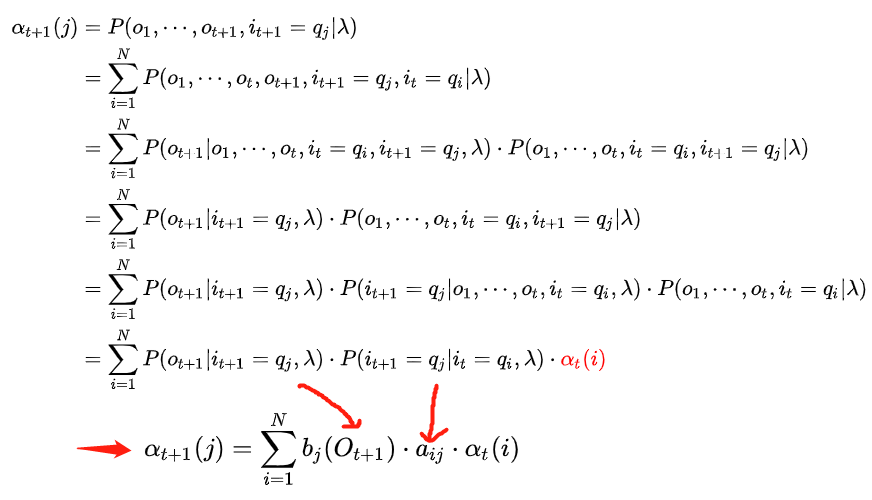 α_{t+1}(j) = P(o_1, ⋯, o_{t+1}, i_{t+1} = q_j|λ)
= ∑_{i=1}^{N} P(o_1, ⋯, o_t, o_{t+1}, i_{t+1} = q_j, i_t = q_i|λ)
= ∑_{i=1}^{N} P(o_{t+1}|o_1, ⋯, o_t, i_t = q_i, i_{t+1} = q_j, λ) · P(o_1, ⋯, o_t, i_t = q_i, i_{t+1} = q_j|λ)
= ∑_{i=1}^{N} P(o_{t+1}|i_{t+1} = q_j, λ) · P(o_1, ⋯, o_t, i_t = q_i, i_{t+1} = q_j|λ)
= ∑_{i=1}^{N} P(o_{t+1}|i_{t+1} = q_j, λ) · P(i_{t+1} = q_j|o_1, ⋯, o_t, i_t = q_i, λ) · P(o_1, ⋯, o_t, i_t = q_i|λ)
= ∑_{i=1}^{N} P(o_{t+1}|i_{t+1} = q_j, λ) · P(i_{t+1} = q_j|i_t = q_i, λ) · α_t(i)
α_{t+1}(j) = ∑_{i=1}^{N} b_j(O_{t+1}) · a_{ij} · α_t(i)